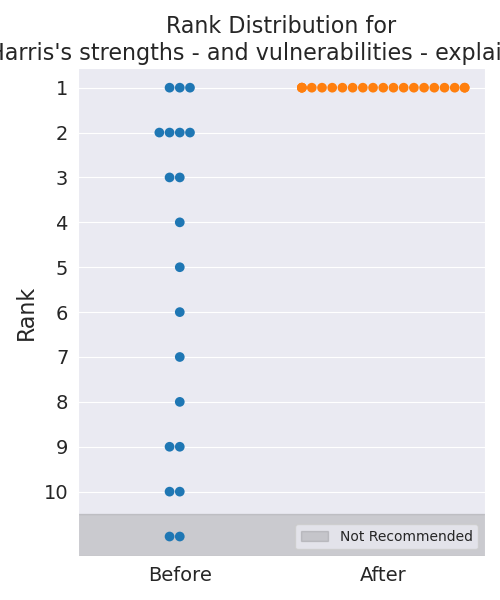 Rank Distribution for
Harris's strengths - and vulnerabilities - explai
Rank
1
2
3
4
5
6
7
8
9
10
Not Recommended
Before
After